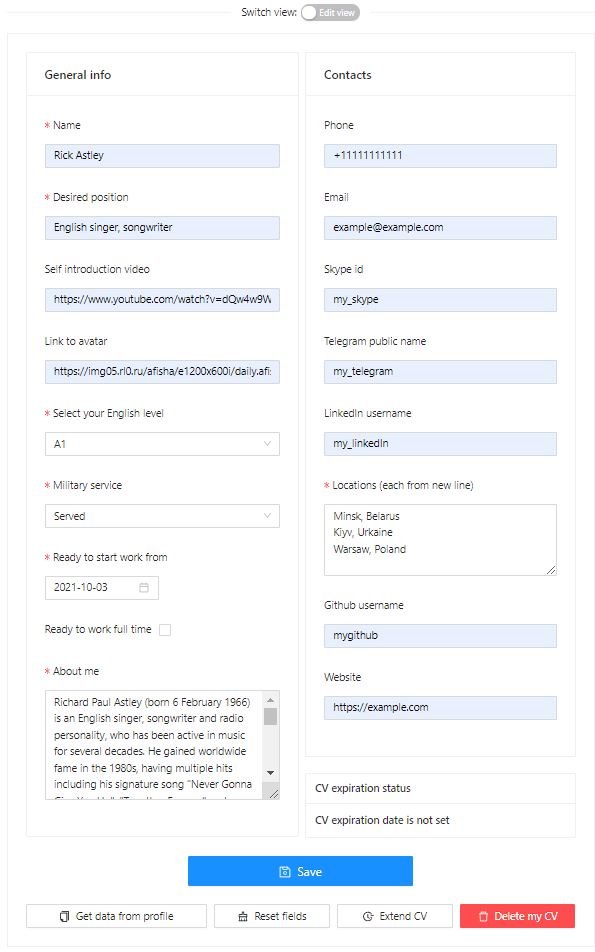 Switch view: Edit view
General info
* Name
Rick Astley
* Desired position
English singer, songwriter
Self introduction video
https://www.youtube.com/watch?v=dQw4w9W
Link to avatar
https://img05.rl0.ru/afisha/e1200x600i/daily.afis
* Select your English level
A1
* Military service
Served
* Ready to start work from
2021-10-03
Ready to work full time
* About me
Richard Paul Astley (born 6 February 1966)
is an English singer, songwriter and radio
personality, who has been active in music
for several decades. He gained worldwide
fame in the 1980s, having multiple hits
including his signature song "Never Gonna
Contacts
Phone
+11111111111
Email
example@example.com
Skype id
my_skype
Telegram public name
my_telegram
LinkedIn username
my_linkedIn
* Locations (each from new line)
Minsk, Belarus
Kiyv, Urkaine
Warsaw, Poland
Github username
mygithub
Website
https://example.com
CV expiration status
CV expiration date is not set
Save
Get data from profile
Reset fields
Extend CV
Delete my CV